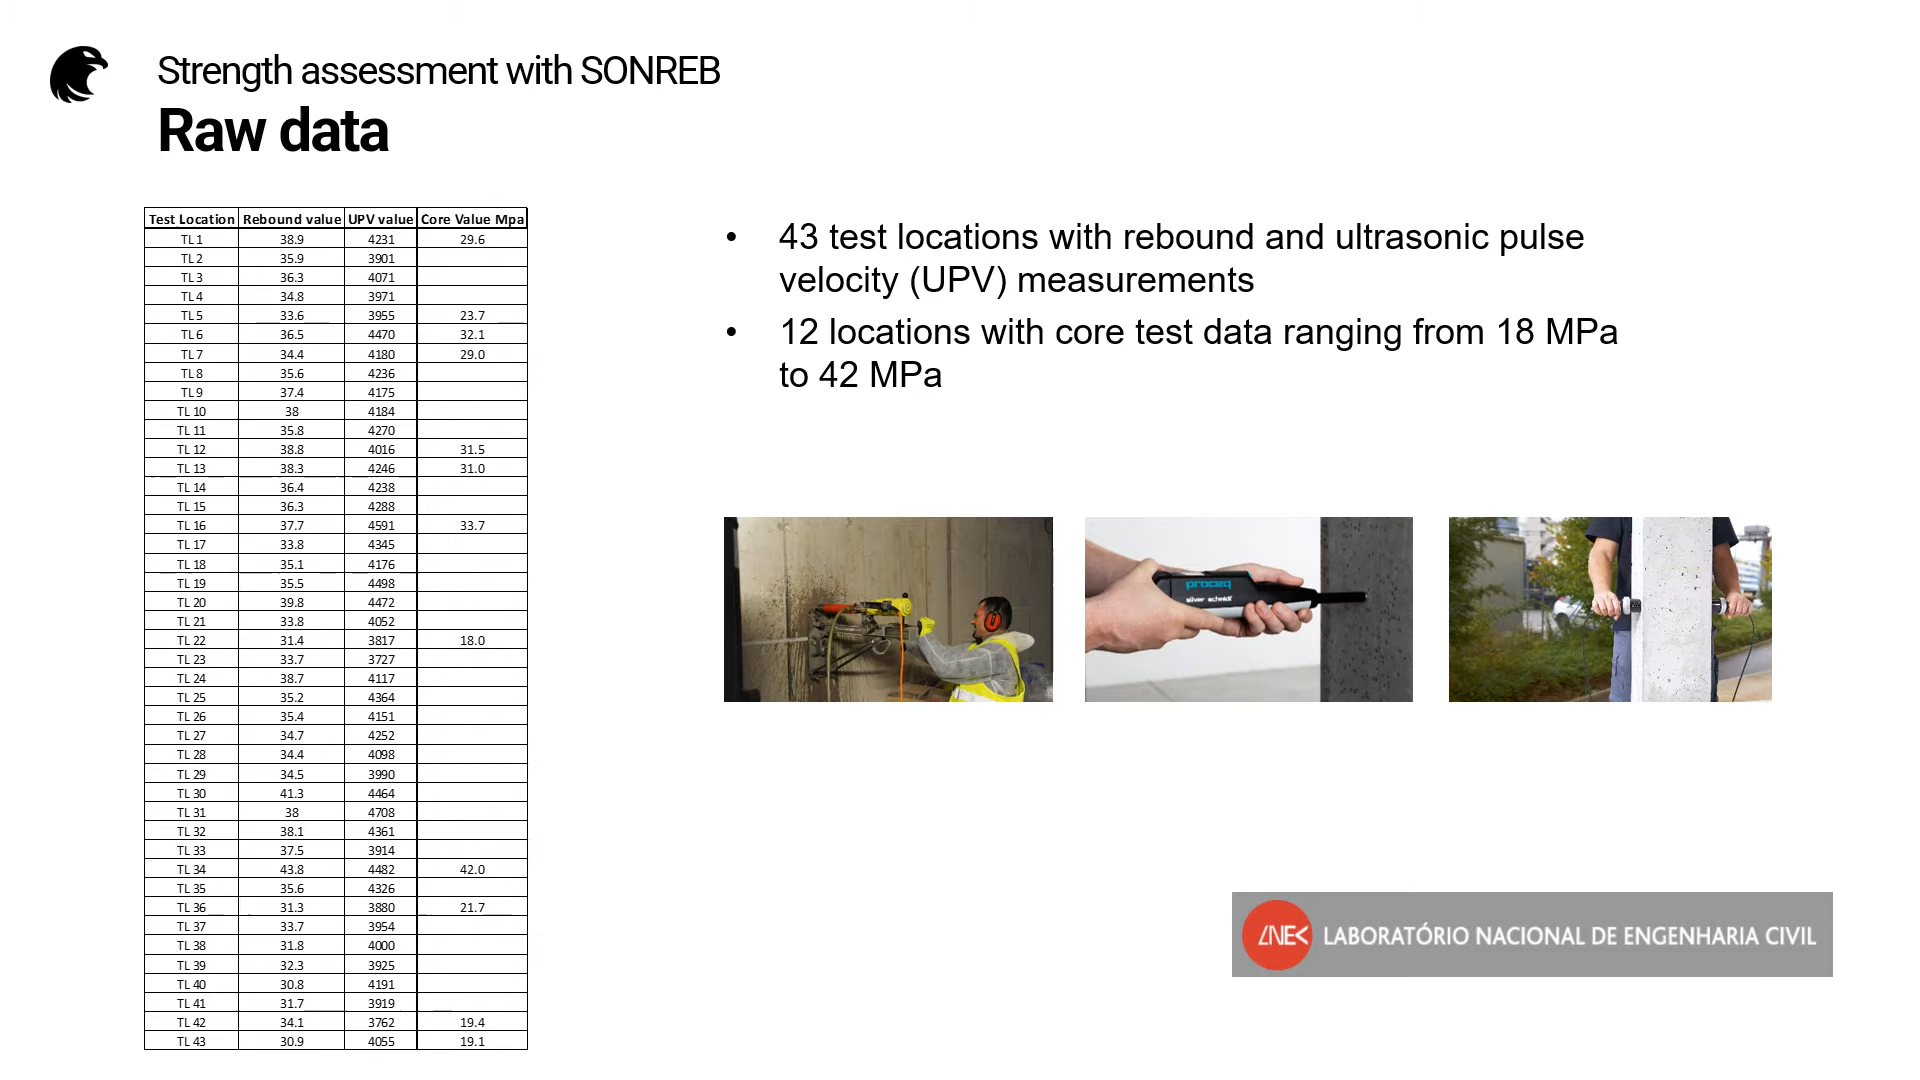 Strength assessment with SONREB
Raw data
Test Location Rebound value UPV value Core Value Mpa
TL 1 38.9 4231 29.6
TL 2 35.9 3901
TL 3 36.3 4071
TL 4 34.8 3971
TL 5 33.6 3955 23.7
TL 6 36.5 4470 32.1
TL 7 34.4 4180 29.0
TL 8 35.6 4236
TL 9 37.4 4175
TL 10 38 4184
TL 11 35.8 4270
TL 12 38.8 4016 31.5
TL 13 38.3 4246 31.0
TL 14 36.4 4238
TL 15 36.3 4288
TL 16 37.7 4591 33.7
TL 17 33.8 4345
TL 18 35.1 4176
TL 19 35.5 4498
TL 20 39.8 4472
TL 21 33.8 4052
TL 22 31.4 3817 18.0
TL 23 33.7 3727
TL 24 38.7 4117
TL 25 35.2 4364
TL 26 35.4 4151
TL 27 34.7 4252
TL 28 34.4 4098
TL 29 34.5 3990
TL 30 41.3 4464
TL 31 38 4708
TL 32 38.1 4361
TL 33 37.5 3914
TL 34 43.8 4482 42.0
TL 35 35.6 4326
TL 36 31.3 3880 21.7
TL 37 33.7 3954
TL 38 31.8 4000
TL 39 32.3 3925
TL 40 30.8 4191
TL 41 31.7 3919
TL 42 34.1 3762 19.4
TL 43 30.9 4055 19.1
• 43 test locations with rebound and ultrasonic pulse
velocity (UPV) measurements
• 12 locations with core test data ranging from 18 MPa
to 42 MPa
proceq
silver schmidt
LNEC LABORATÓRIO NACIONAL DE ENGENHARIA CIVIL